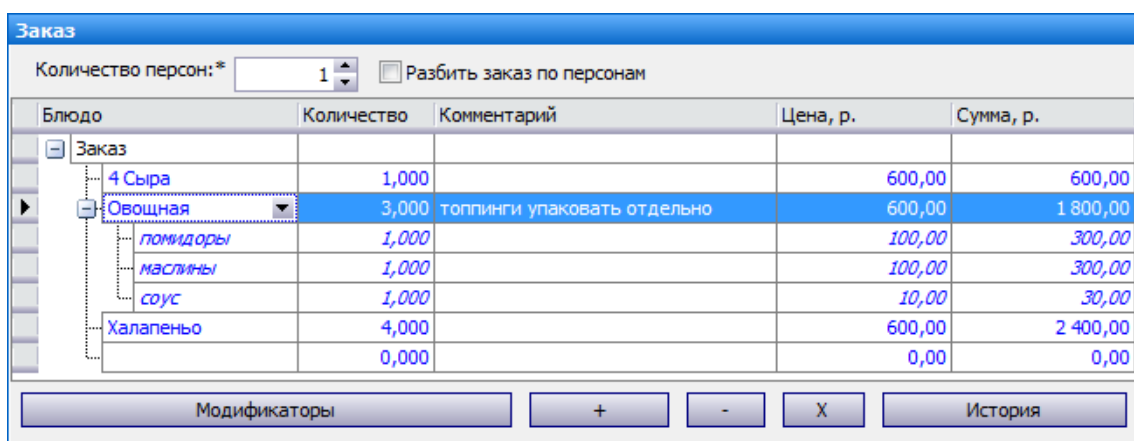 Заказ
Количество персон:* 1 Разбить заказ по персонам
Блюдо Количество Комментарий Цена, р. Сумма, р.
Заказ
4 Сыра 1,000 600,00 600,00
Овощная 3,000 топпинги упаковать отдельно 600,00 1 800,00
помидоры 1,000 100,00 300,00
маслины 1,000 100,00 300,00
соус 1,000 10,00 30,00
Халапеньо 4,000 600,00 2 400,00
0,000 0,00 0,00
Модификаторы + - X История